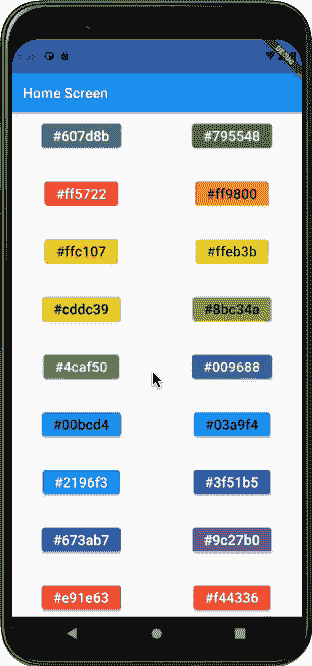 Home Screen
#607d8b #795548
#ff5722 #ff9800
#ffc107 #ffeb3b
#cddc39 #8bc34a
#4caf50 #009688
#00bcd4 #03a9f4
#2196f3 #3f51b5
#673ab7 #9c27b0
#e91e63 #f44336